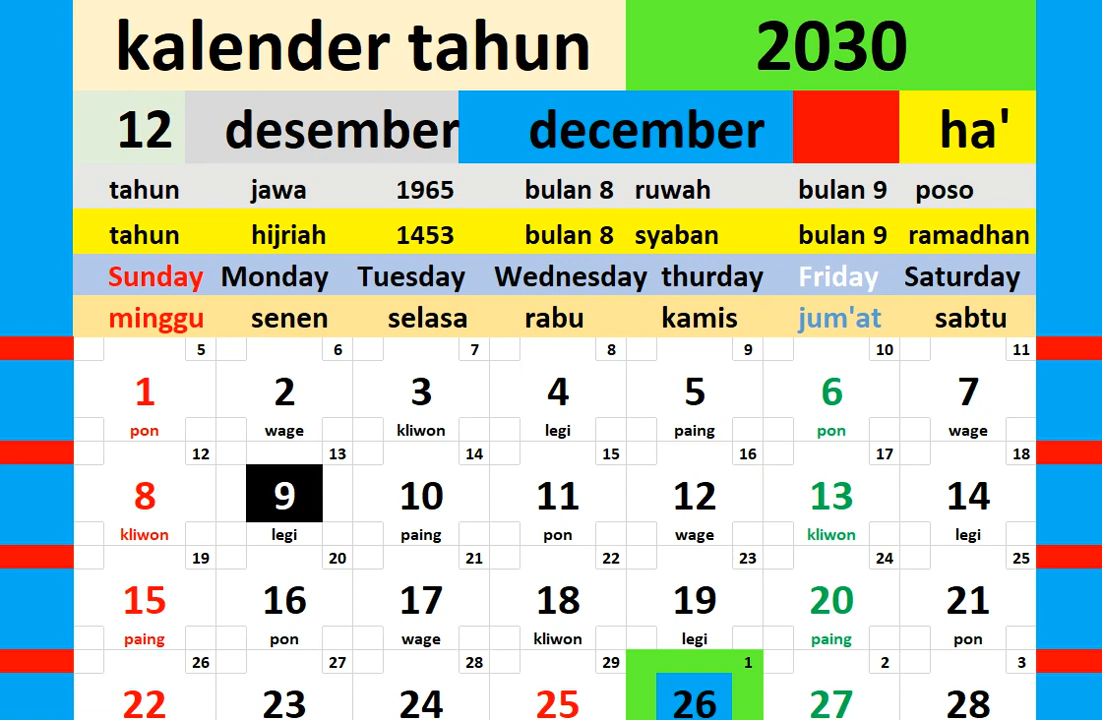 kalender tahun 2030
12 desember december ha'
tahun jawa 1965 bulan 8 ruwah bulan 9 poso
tahun hijriah 1453 bulan 8 syaban bulan 9 ramadhan
Sunday Monday Tuesday Wednesday thurday Friday Saturday
minggu senen selasa rabu kamis jum'at sabtu
5 6 7 8 9 10 11
1 2 3 4 5 6 7
pon wage kliwon legi paing pon wage
12 13 14 15 16 17 18
8 9 10 11 12 13 14
kliwon legi paing pon wage kliwon legi
19 20 21 22 23 24 25
15 16 17 18 19 20 21
paing pon wage kliwon legi paing pon
26 27 28 29 1 2 3
22 23 24 25 26 27 28